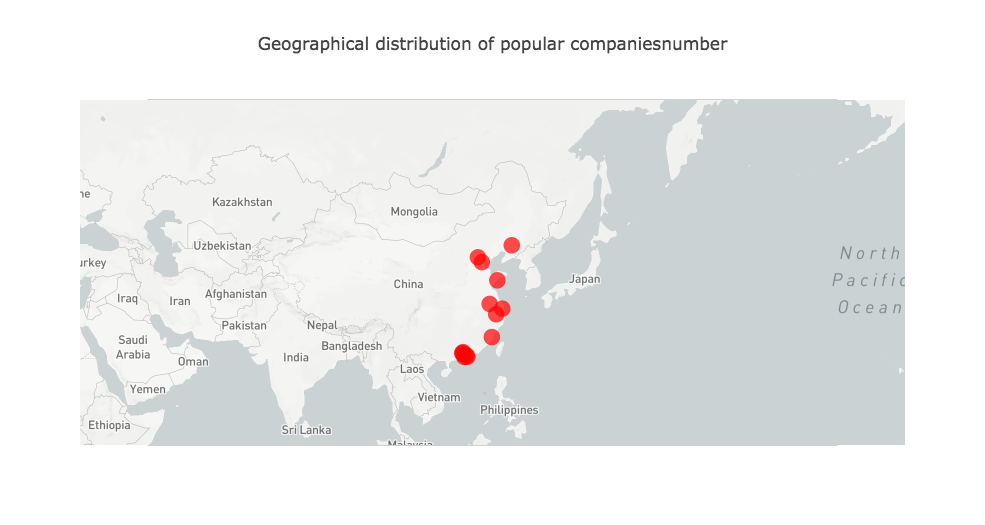 Geographical distribution of popular companiesnumber
Kazakhstan
Mongolia
Uzbekistan
urkey
China
Japan
North
Pacific
Ocean
Iraq
Iran
Afghanistan
Pakistan
Nepal
Bangladesh
Saudi
Arabia
Oman
India
Laos
Yemen
Vietnam
Philippines
Ethiopia
Sri Lanka
Malaysia
ne